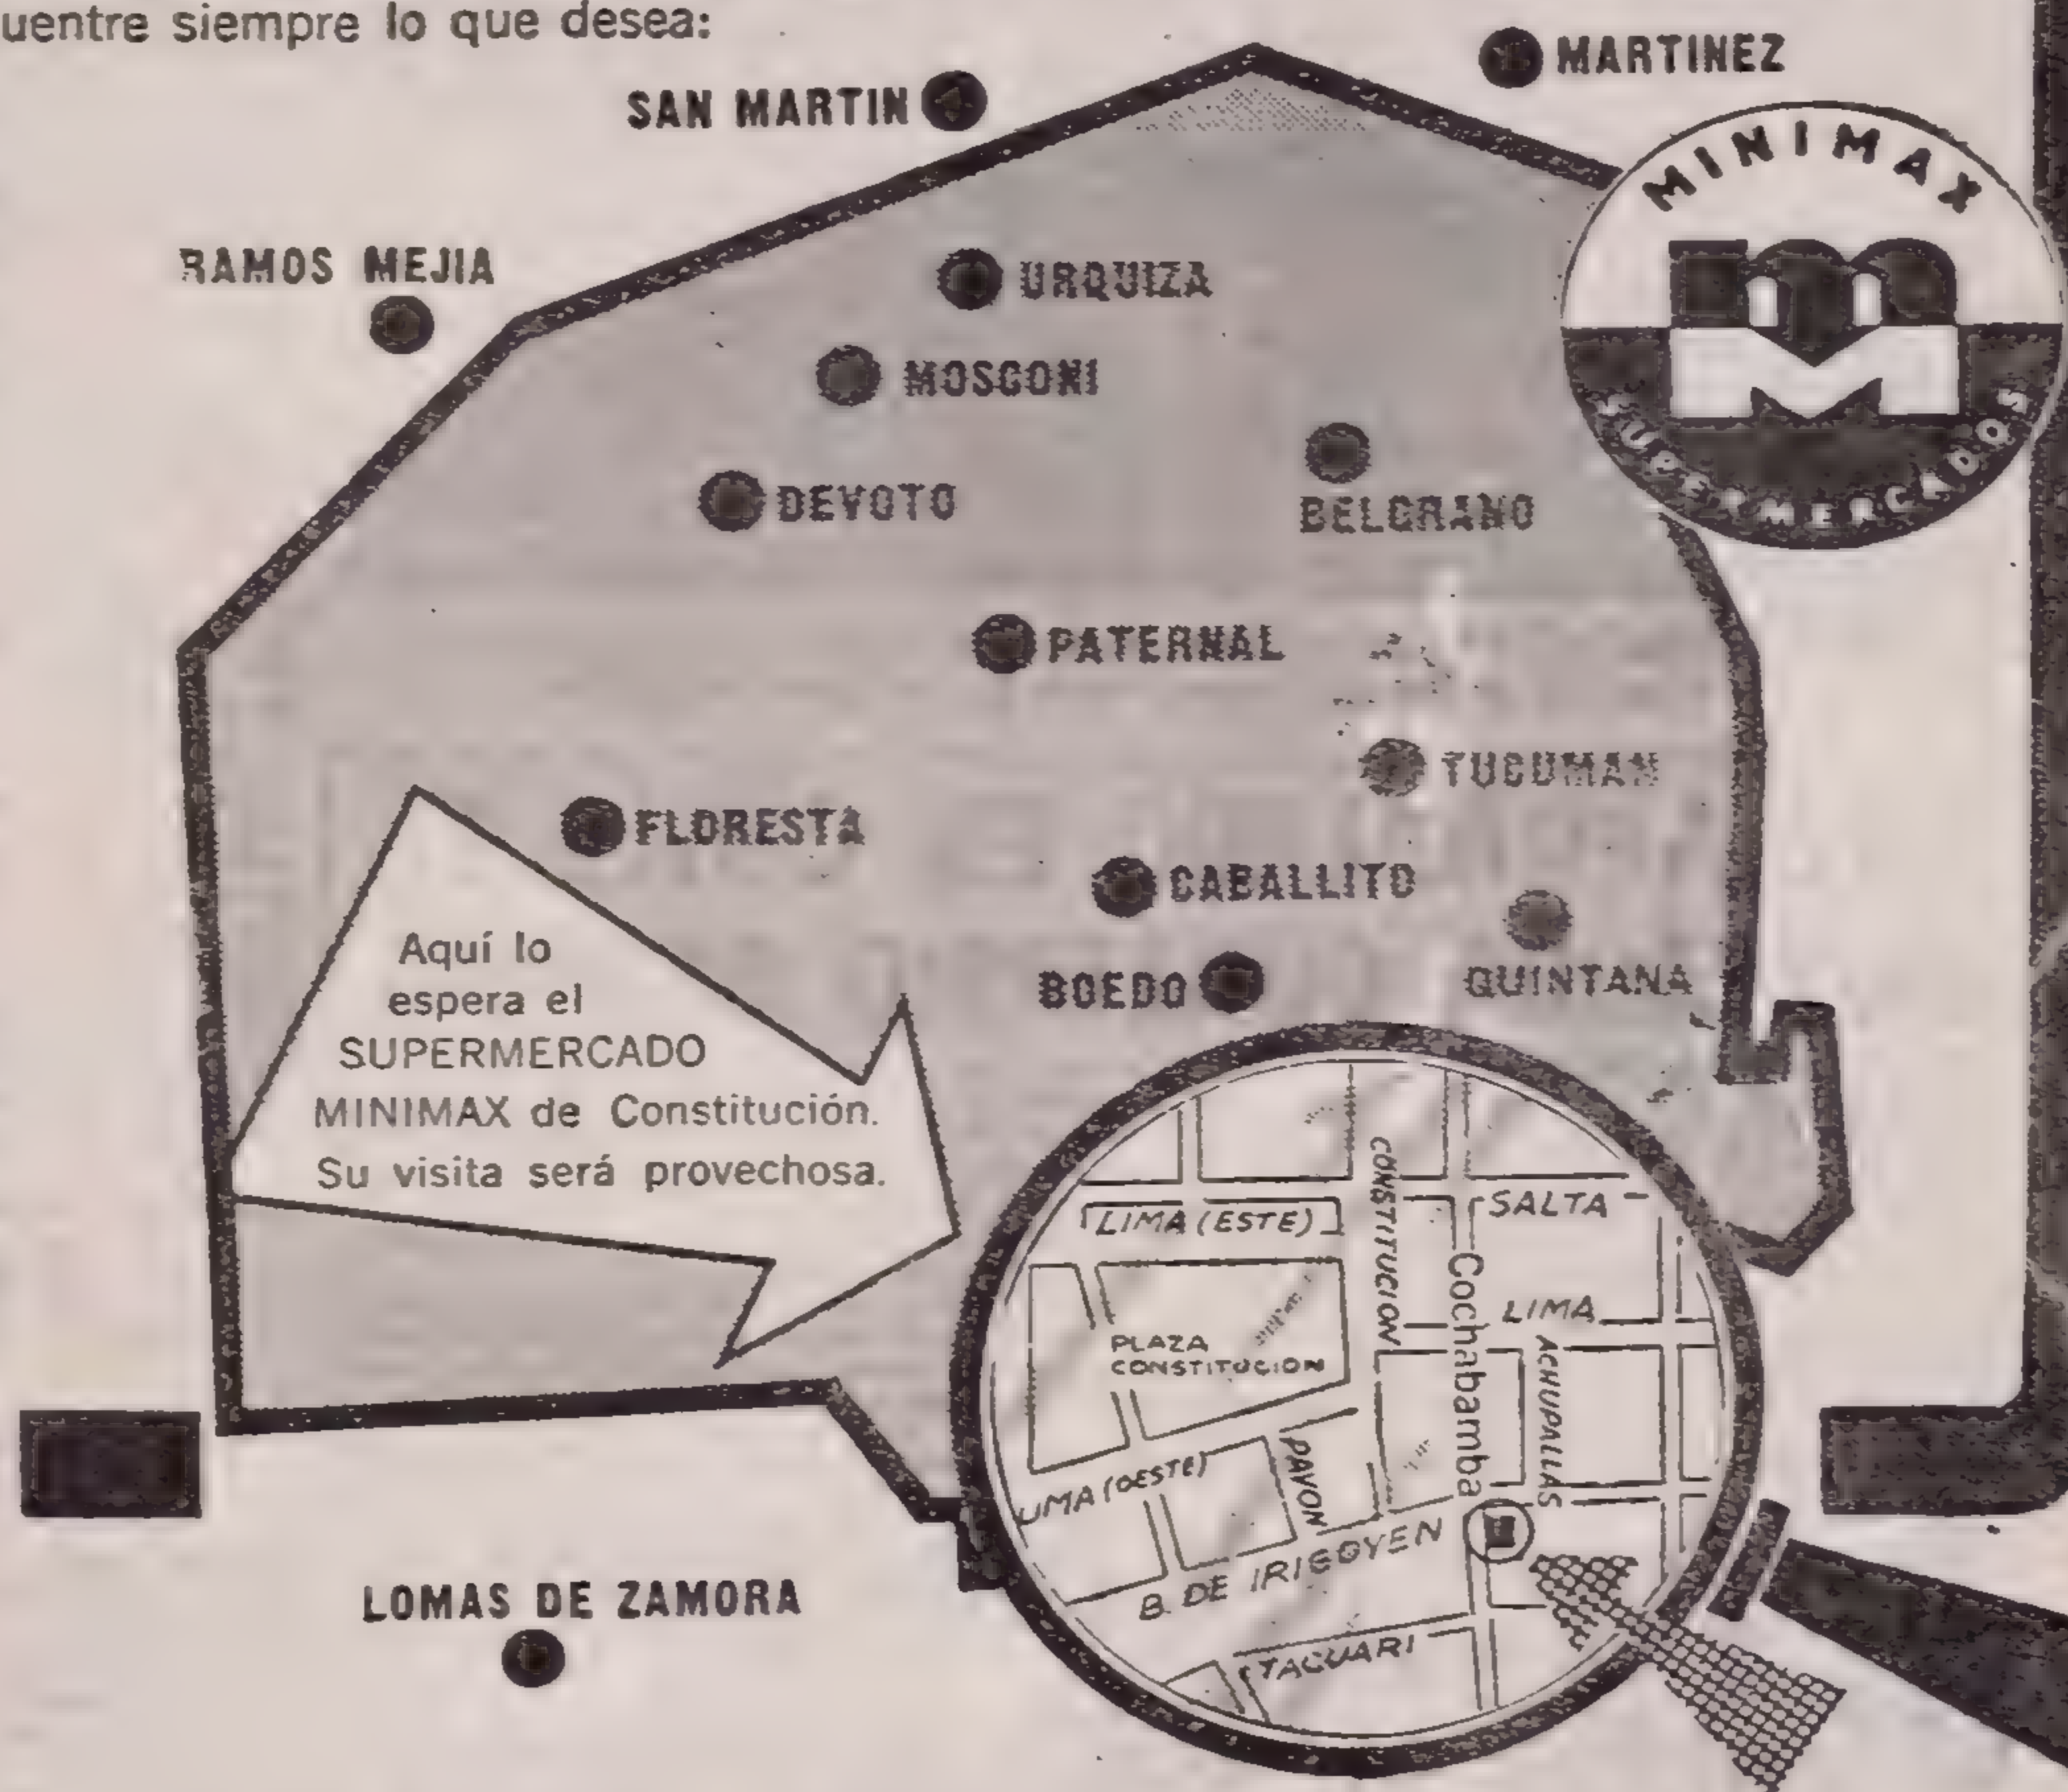 uentre siempre lo que desea:
MARTINEZ
SAN MARTIN
MINIMAX
SUPERMERCADOS
RAMOS MEJIA
URQUIZA
MOSCONI
DEVOTO
BELGRANO
PATERNAL
TUCUMAN
FLORESTA
CABALLITO
BOEDO
QUINTANA
Aquí lo
espera el
SUPERMERCADO
MINIMAX de Constitución.
Su visita será provechosa.
CONSTITUCION
SALTA
LIMA (ESTE)
Cochabamba
LIMA
ACHUPALLAS
PLAZA
CONSTITUCION
LIMA (OESTE)
PAVON
B. DE IRIGOYEN
TACUARI
LOMAS DE ZAMORA